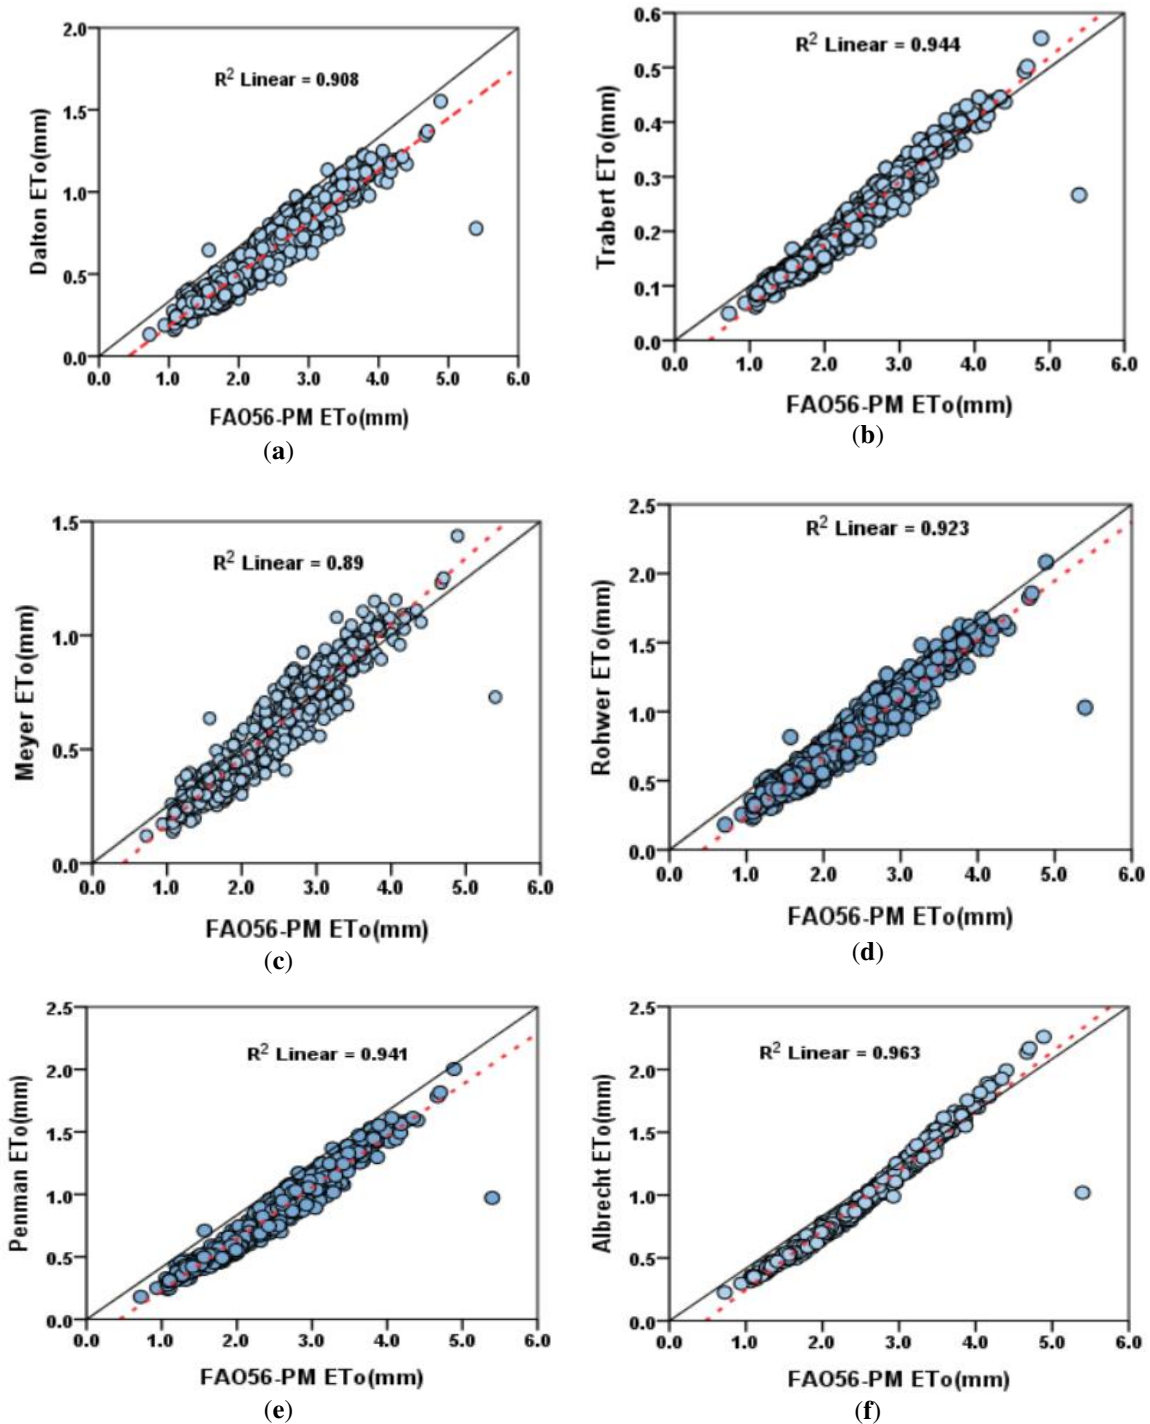 2.0
R² Linear = 0.908
1.5
1.0
0.5
0.0
Dalton ETo(mm)
0.0 1.0 2.0 3.0 4.0 5.0 6.0
FAO56-PM ETo(mm)
(a)
0.6
R² Linear = 0.944
0.5
0.4
0.3
0.2
0.1
0.0
Trabert ETo(mm)
0.0 1.0 2.0 3.0 4.0 5.0 6.0
FAO56-PM ETo(mm)
(b)
1.5
R² Linear = 0.89
1.0
0.5
0.0
Meyer ETo(mm)
0.0 1.0 2.0 3.0 4.0 5.0 6.0
FAO56-PM ETo(mm)
(c)
2.5
R² Linear = 0.923
2.0
1.5
1.0
0.5
0.0
Rohwer ETo(mm)
0.0 1.0 2.0 3.0 4.0 5.0 6.0
FAO56-PM ETo(mm)
(d)
2.5
R² Linear = 0.941
2.0
1.5
1.0
0.5
0.0
Penman ETo(mm)
0.0 1.0 2.0 3.0 4.0 5.0 6.0
FAO56-PM ETo(mm)
(e)
2.5
R² Linear = 0.963
2.0
1.5
1.0
0.5
0.0
Albrecht ETo(mm)
0.0 1.0 2.0 3.0 4.0 5.0 6.0
FAO56-PM ETo(mm)
(f)